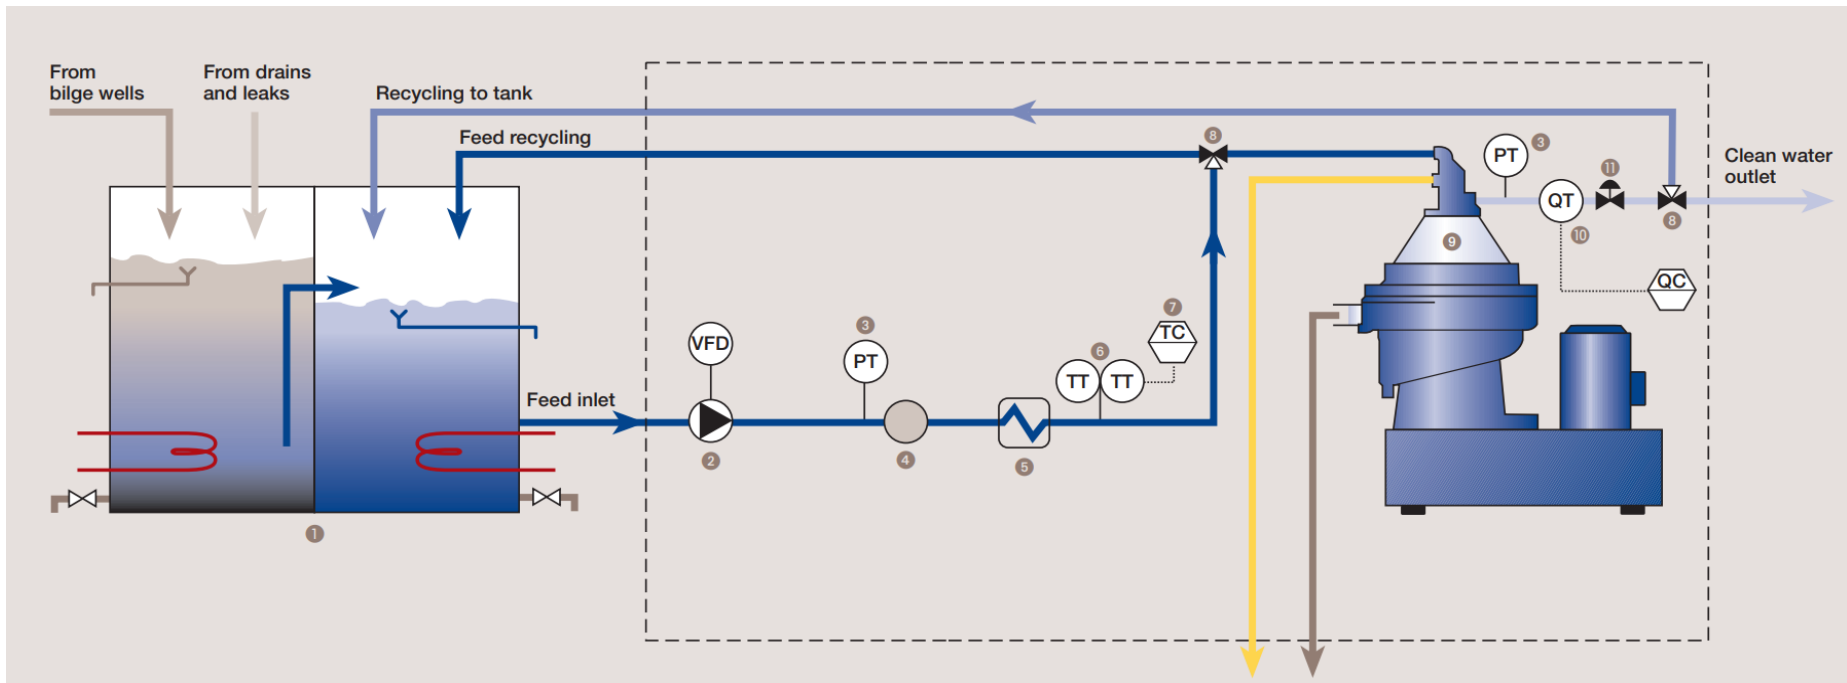 From
bilge wells
From drains
and leaks
Recycling to tank
Feed recycling
8
PT
3
11
Clean water
outlet
QT
8
10
9
QC
7
TC
3
VFD
PT
6
TT
TT
Feed inlet
2
4
5
1